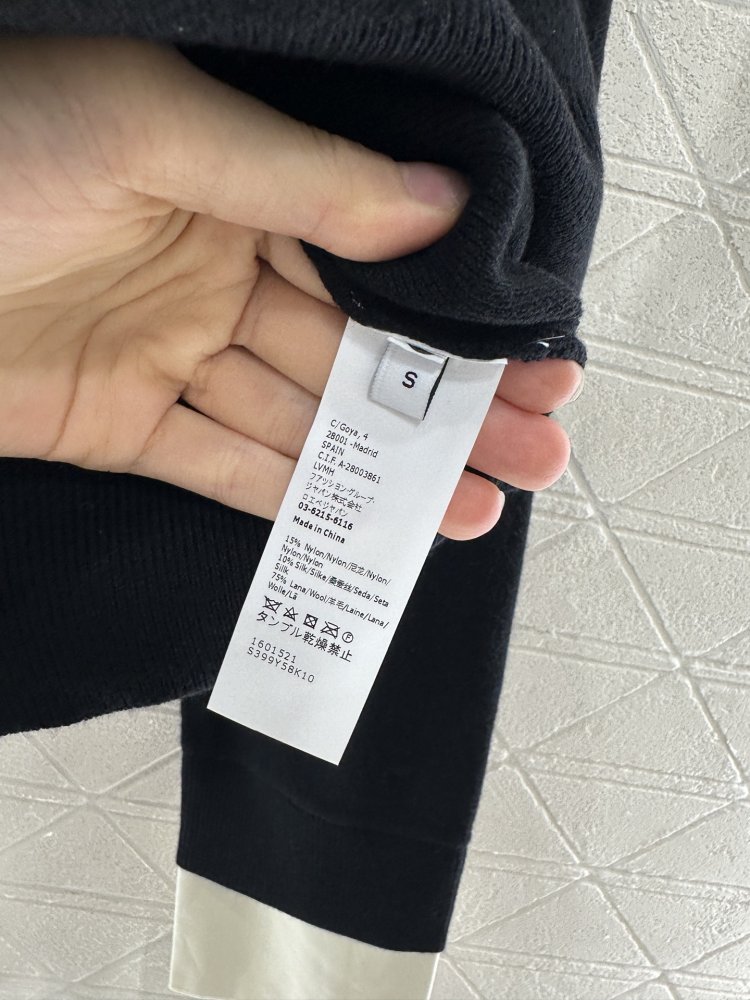 S
C/Goya, 4
28001 -Madrid
SPAIN
C.I.F. A-28003861
LVMH
ファッション・グループ・
ジャパン株式会社
ロエベジャパン
03-6215-6116
Made in China
15% Nylon/Nylon/尼龙/Nylon/
Nylon/Nylon
10% Silk/Silke/桑蚕丝/Seda/Seta
Silk
75% Lana/Wool/羊毛/Laine/Lana/
Wolle/Lã
P
タンブル乾燥禁止
1601521
S399Y58K10